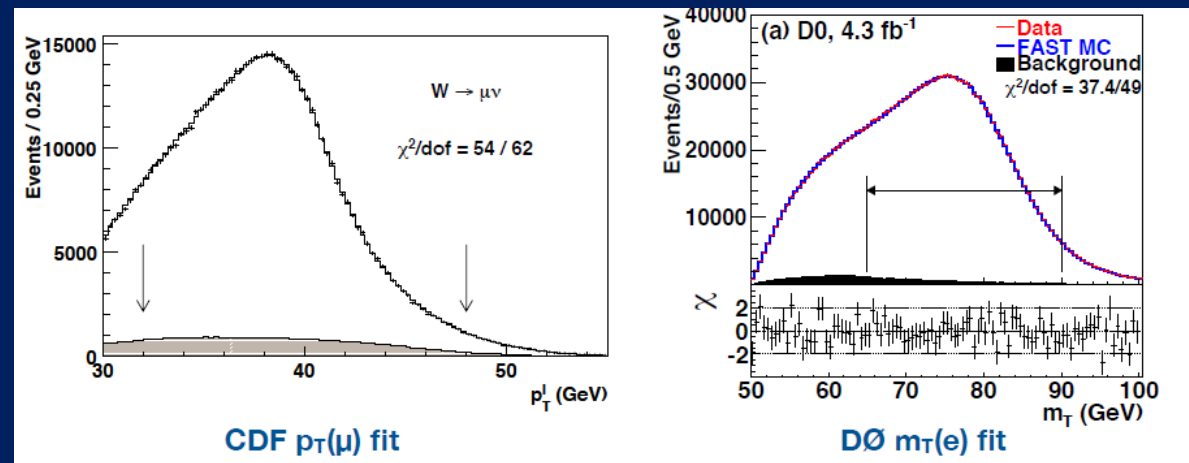 15000
10000
5000
0
Events / 0.25 GeV
W → μν
χ²/dof = 54 / 62
30
40
50
p_T^l (GeV)
CDF p_T(μ) fit
40000
30000
20000
10000
Events/0.5 GeV
(a) D0, 4.3 fb⁻¹
Data
FAST MC
Background
χ²/dof = 37.4/49
χ
2
0
-2
50
60
70
80
90
100
m_T (GeV)
DØ m_T(e) fit